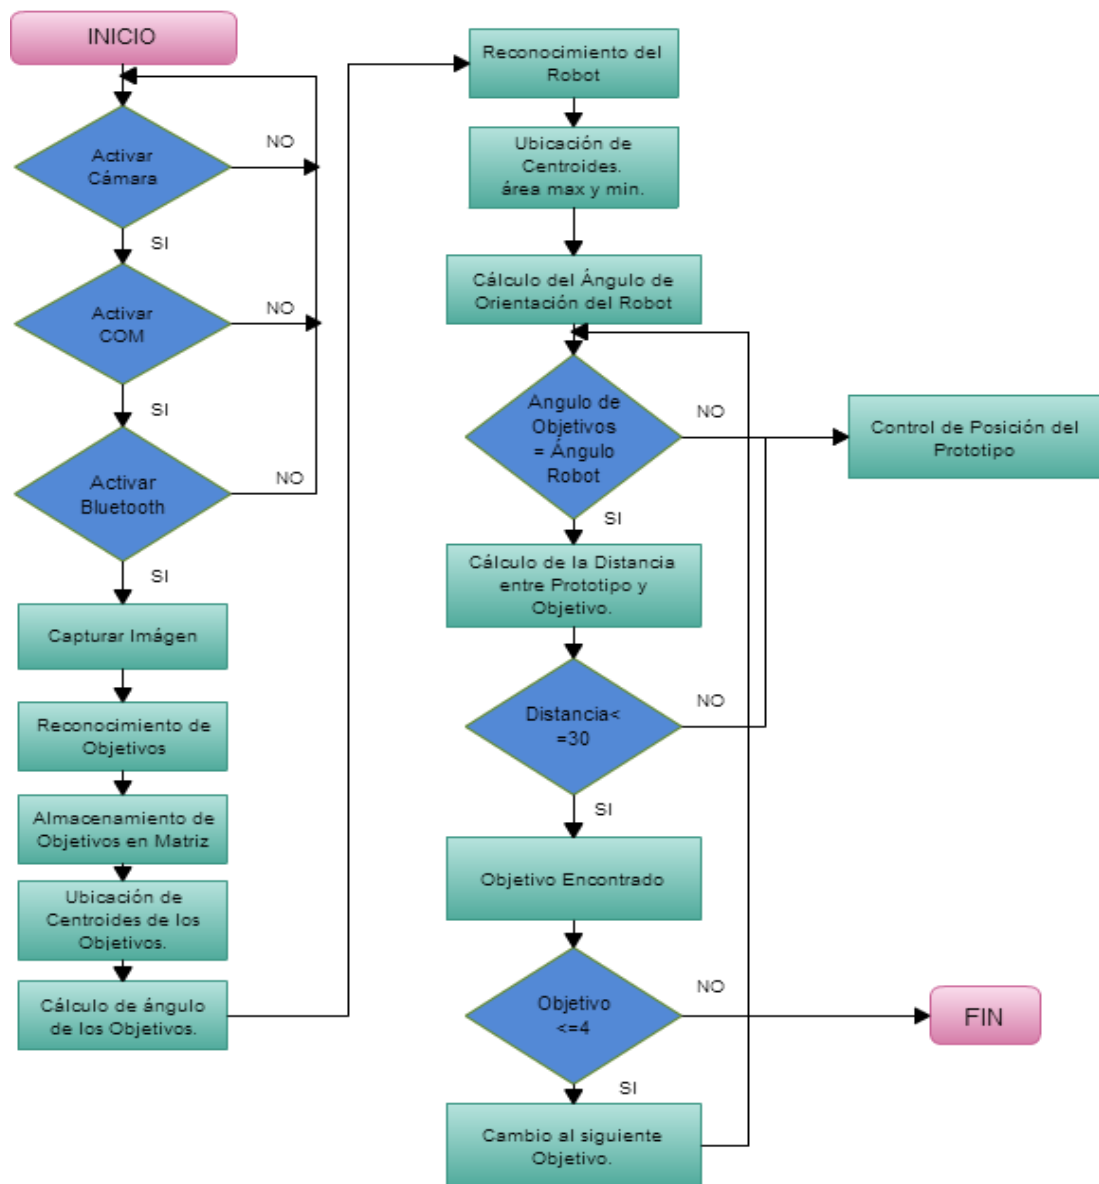 INICIO
Activar
Cámara
NO
SI
Activar
COM
NO
SI
Activar
Bluetooth
NO
SI
Capturar Imágen
Reconocimiento de
Objetivos
Almacenamiento de
Objetivos en Matriz
Ubicación de
Centroides de los
Objetivos.
Cálculo de ángulo
de los Objetivos.
Reconocimiento del
Robot
Ubicación de
Centroides.
área max y min.
Cálculo del Ángulo de
Orientación del Robot
Angulo de
Objetivos
= Ángulo
Robot
NO
Control de Posición del
Prototipo
SI
Cálculo de la Distancia
entre Prototipo y
Objetivo.
Distancia<
=30
NO
SI
Objetivo Encontrado
Objetivo
<=4
NO
FIN
SI
Cambio al siguiente
Objetivo.